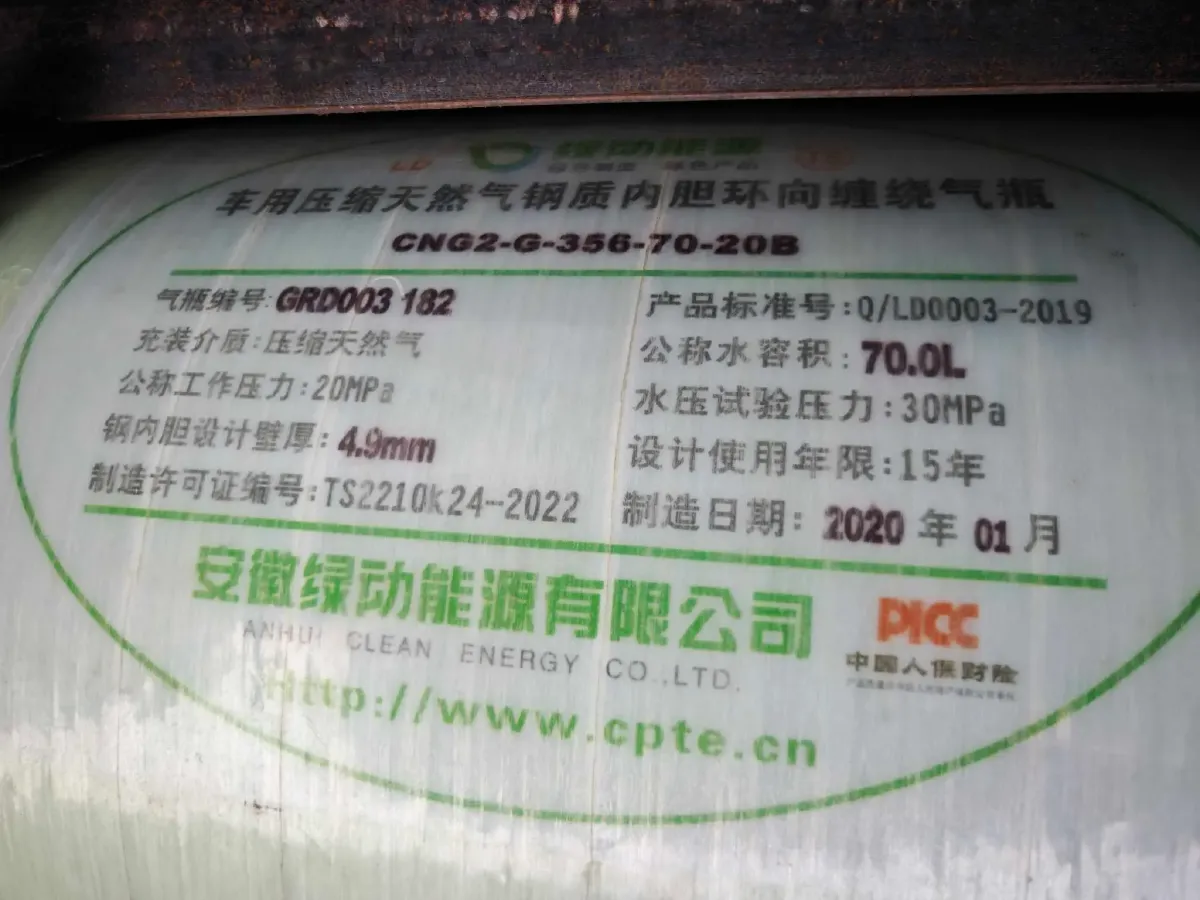 LD 绿动能源
车用压缩天然气钢质内胆环向缠绕气瓶
CNG2-G-356-70-20B
气瓶编号:GRD003 182
产品标准号:Q/LD0003-2019
充装介质:压缩天然气
公称水容积:70.0L
公称工作压力:20MPa
水压试验压力:30MPa
钢内胆设计壁厚:4.9mm
设计使用年限:15年
制造许可证编号:TS2210K24-2022
制造日期:2020年01月
安徽绿动能源有限公司
ANHUI CLEAN ENERGY CO.,LTD.
PICC
中国人保财险
Http://www.cpte.cn